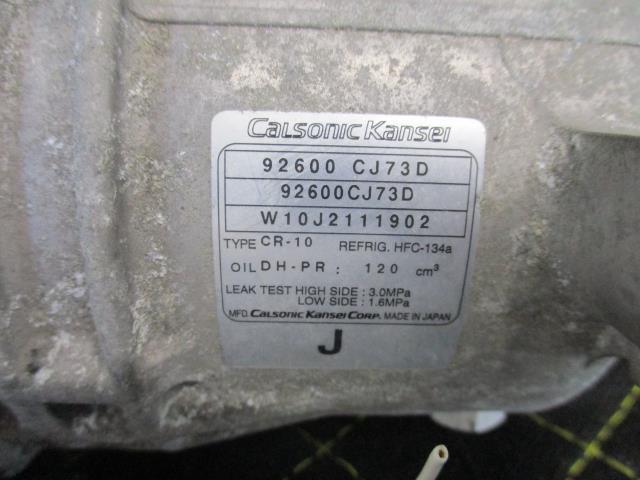 Calsonic Kansei
92600 CJ73D
92600CJ73D
W10J2111902
TYPE CR-10 REFRIG. HFC-134a
OIL DH-PR : 120 cm³
LEAK TEST HIGH SIDE : 3.0MPa
LOW SIDE : 1.6MPa
MFD. Calsonic Kansei Corp. MADE IN JAPAN
J